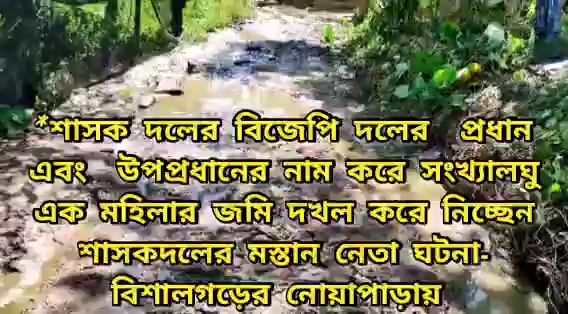 *শাসক দলের বিজেপি দলের প্রধান
এবং উপপ্রধানের নাম করে সংখ্যালঘু
এক মহিলার জমি দখল করে নিচ্ছেন
শাসকদলের মস্তান নেতা ঘটনা-
বিশালগড়ের নোয়াপাড়ায়